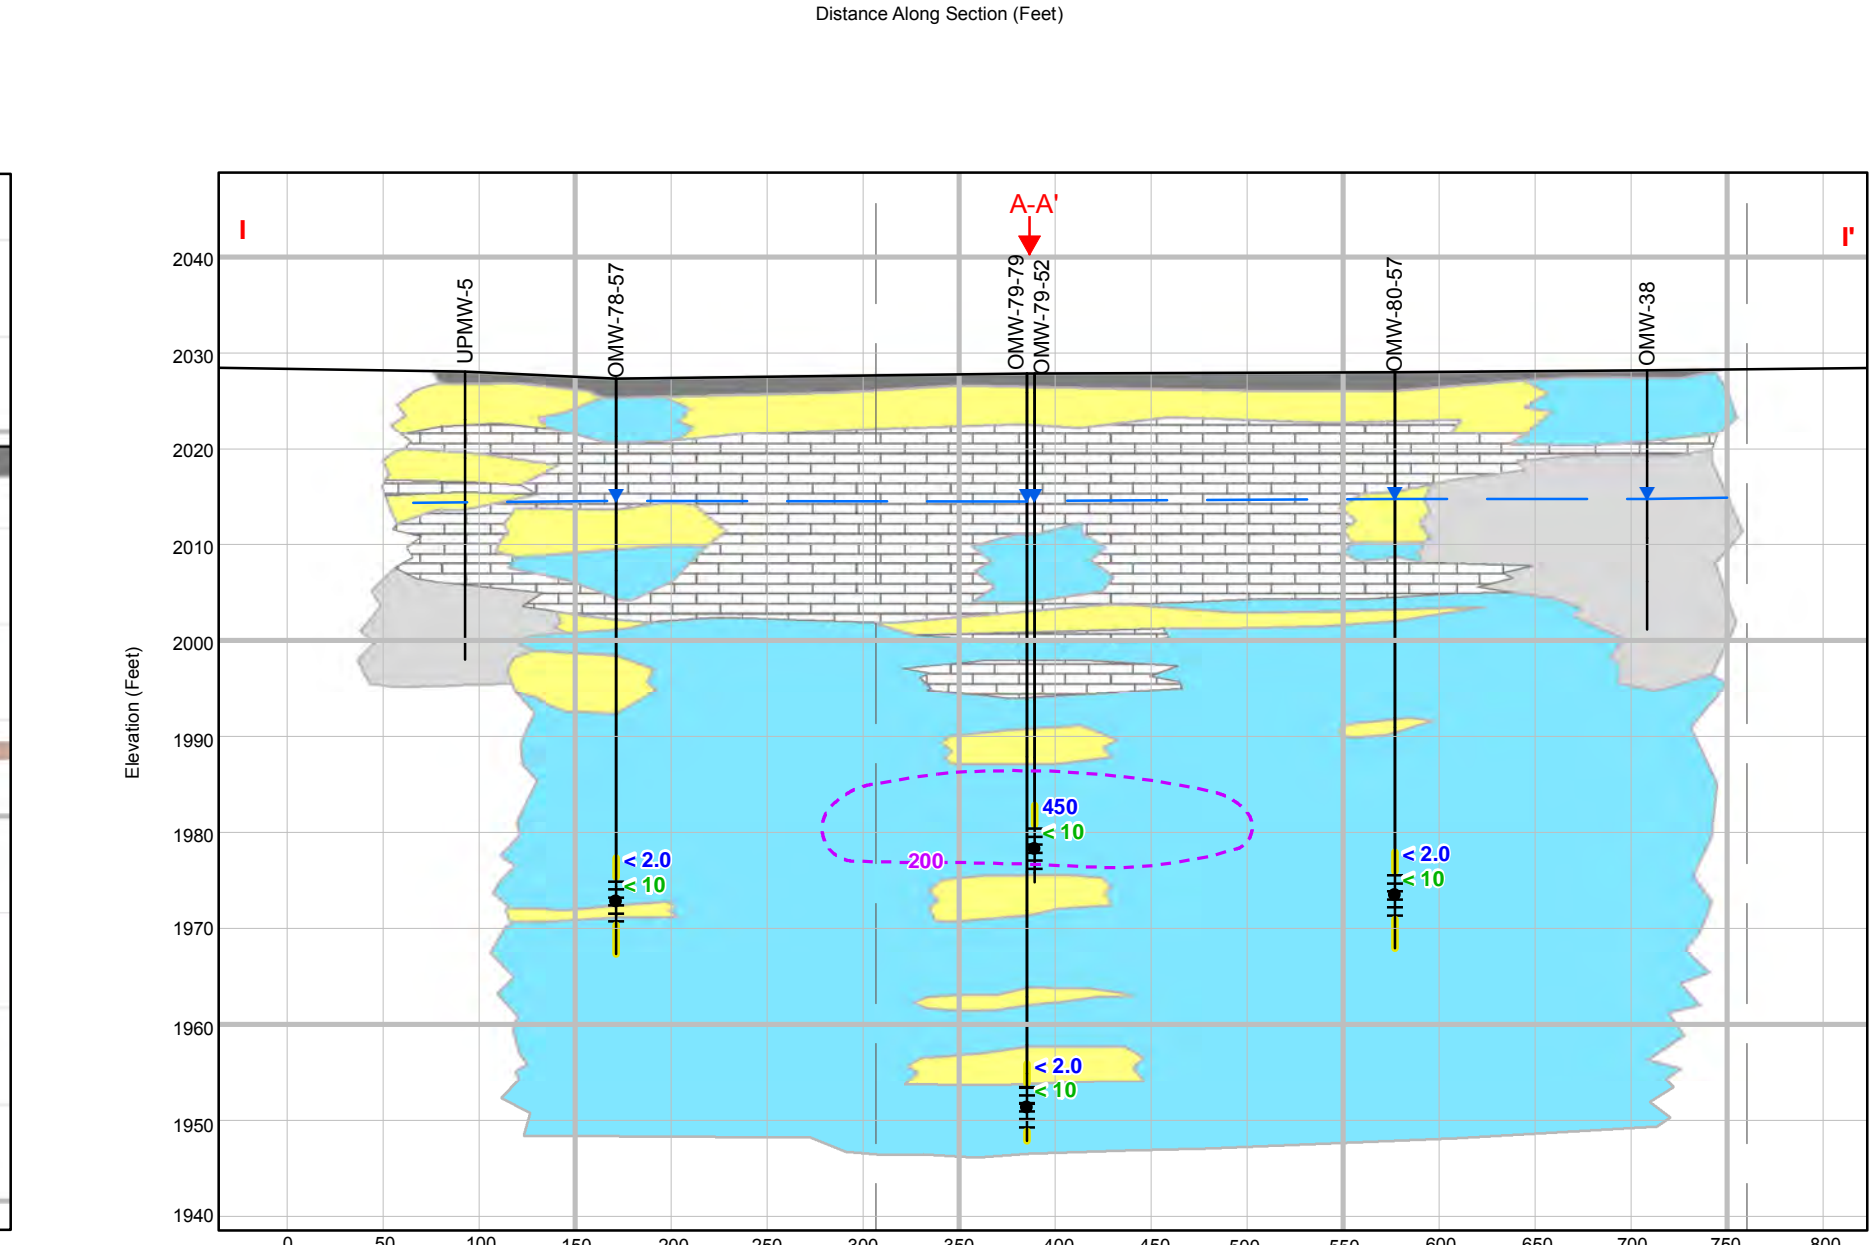 Distance Along Section (Feet)
I
A-A'
I'
UPMW-5
OMW-78-57
OMW-79-79
OMW-79-52
OMW-80-57
OMW-38
Elevation (Feet)
2040
2030
2020
2010
2000
1990
1980
1970
1960
1950
1940
450
< 10
200
< 2.0
< 10
< 2.0
< 10
< 2.0
< 10
0 50 100 150 200 250 300 350 400 450 500 550 600 650 700 750 800